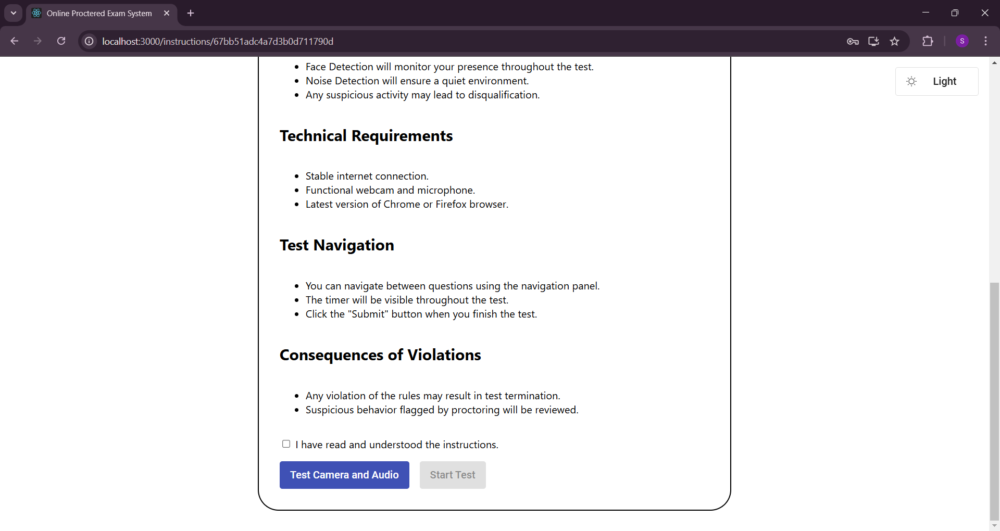 Online Proctered Exam System
localhost:3000/instructions/67bb51adc4a7d3b0d711790d
S
Light
Face Detection will monitor your presence throughout the test.
Noise Detection will ensure a quiet environment.
Any suspicious activity may lead to disqualification.
Technical Requirements
Stable internet connection.
Functional webcam and microphone.
Latest version of Chrome or Firefox browser.
Test Navigation
You can navigate between questions using the navigation panel.
The timer will be visible throughout the test.
Click the "Submit" button when you finish the test.
Consequences of Violations
Any violation of the rules may result in test termination.
Suspicious behavior flagged by proctoring will be reviewed.
I have read and understood the instructions.
Test Camera and Audio
Start Test